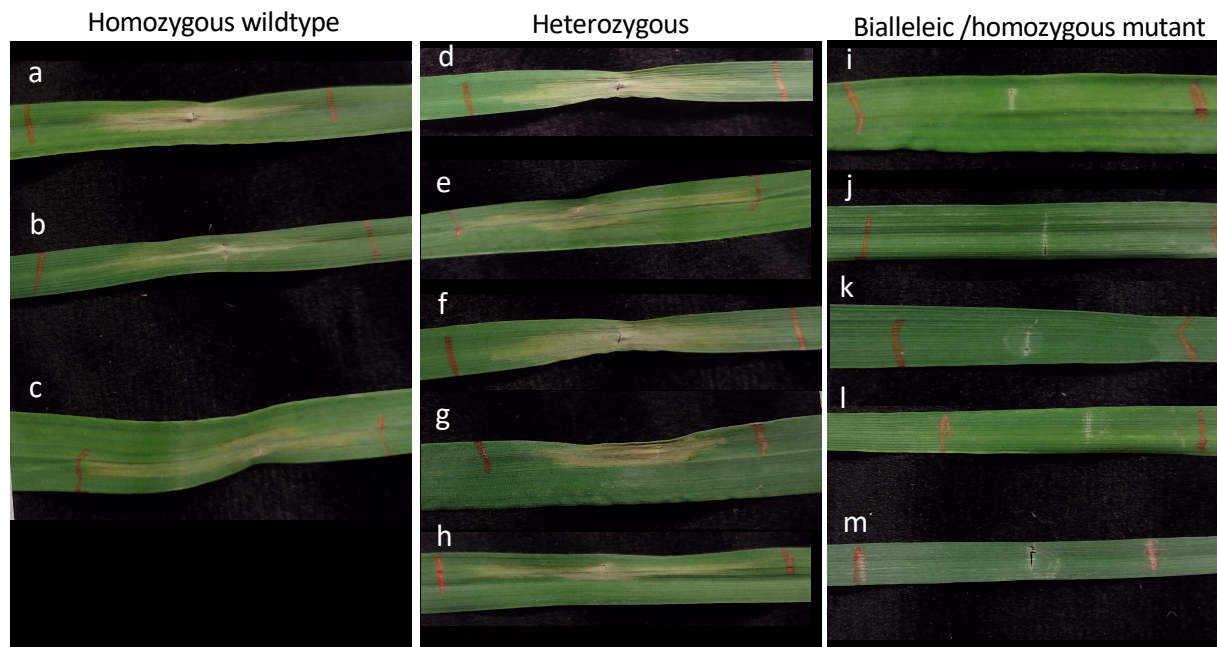 Homozygous wildtype
Heterozygous
Bialleleic /homozygous mutant
a
b
c
d
e
f
g
h
i
j
k
l
m